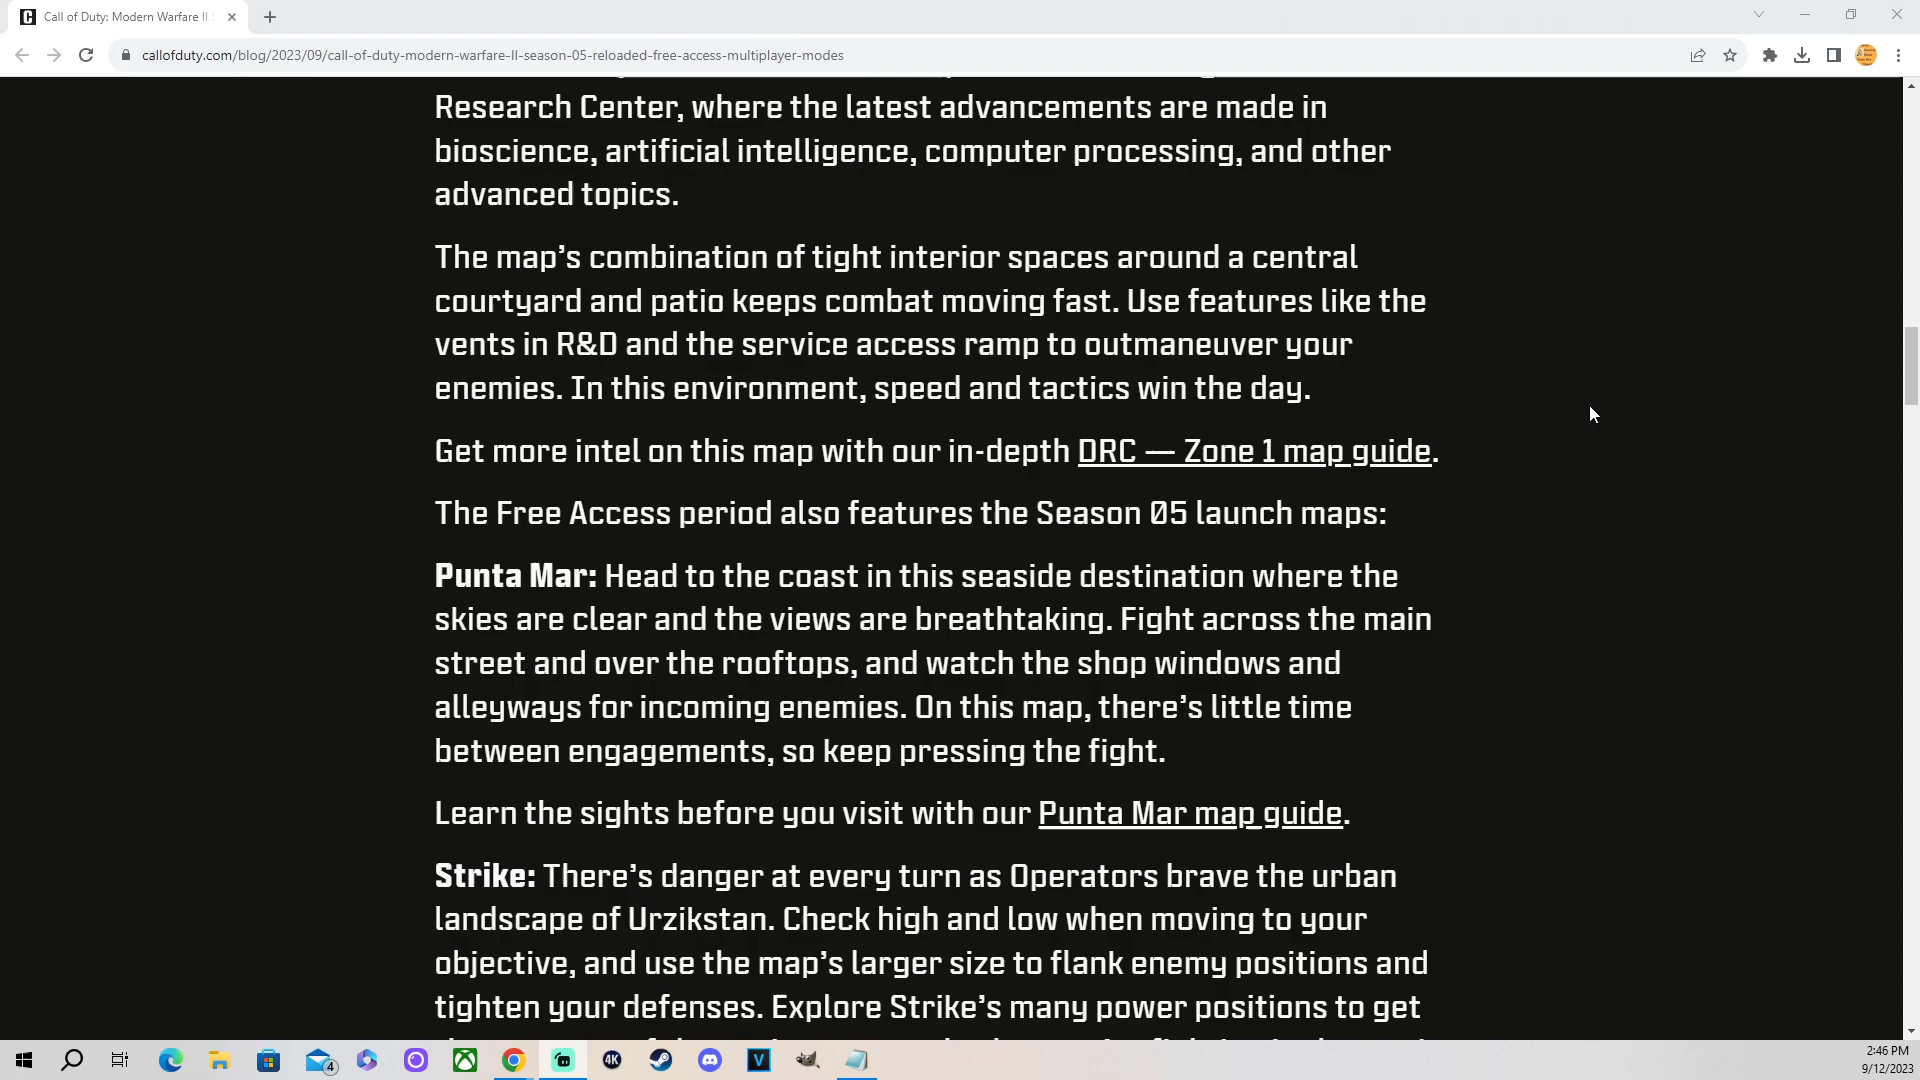 Call of Duty: Modern Warfare II
callofduty.com/blog/2023/09/call-of-duty-modern-warfare-II-season-05-reloaded-free-access-multiplayer-modes
Research Center, where the latest advancements are made in
bioscience, artificial intelligence, computer processing, and other
advanced topics.
The map’s combination of tight interior spaces around a central
courtyard and patio keeps combat moving fast. Use features like the
vents in R&D and the service access ramp to outmaneuver your
enemies. In this environment, speed and tactics win the day.
Get more intel on this map with our in-depth DRC — Zone 1 map guide.
The Free Access period also features the Season 05 launch maps:
Punta Mar: Head to the coast in this seaside destination where the
skies are clear and the views are breathtaking. Fight across the main
street and over the rooftops, and watch the shop windows and
alleyways for incoming enemies. On this map, there’s little time
between engagements, so keep pressing the fight.
Learn the sights before you visit with our Punta Mar map guide.
Strike: There’s danger at every turn as Operators brave the urban
landscape of Urzikstan. Check high and low when moving to your
objective, and use the map’s larger size to flank enemy positions and
tighten your defenses. Explore Strike’s many power positions to get
4
4K
V
2:46 PM
9/12/2023